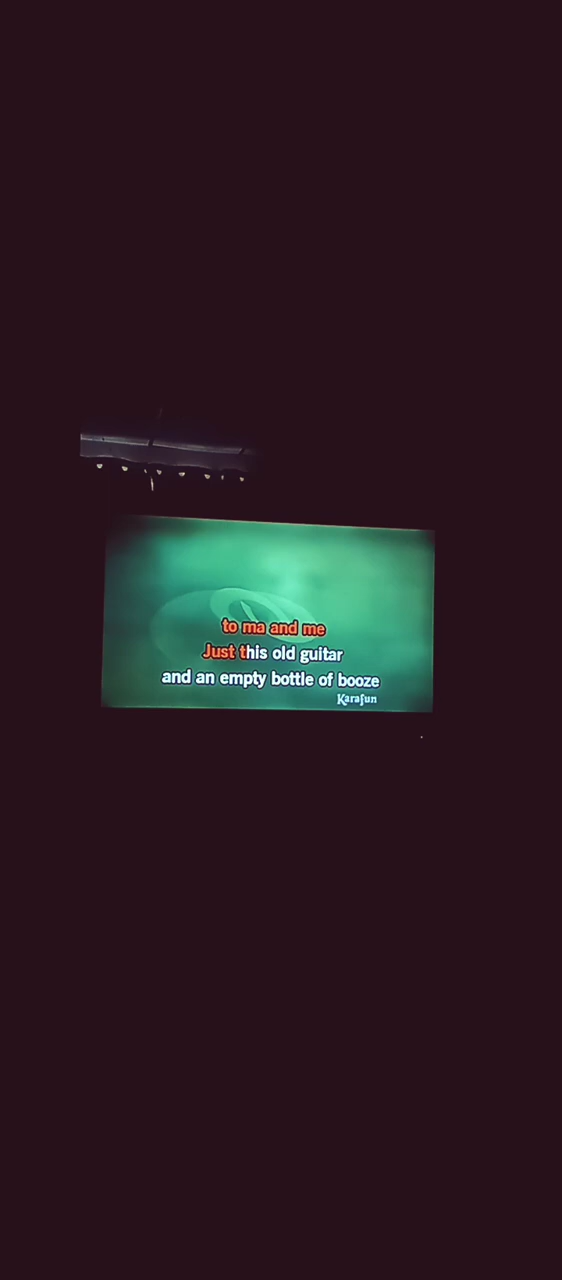 to ma and me
Just this old guitar
and an empty bottle of booze
Karafun